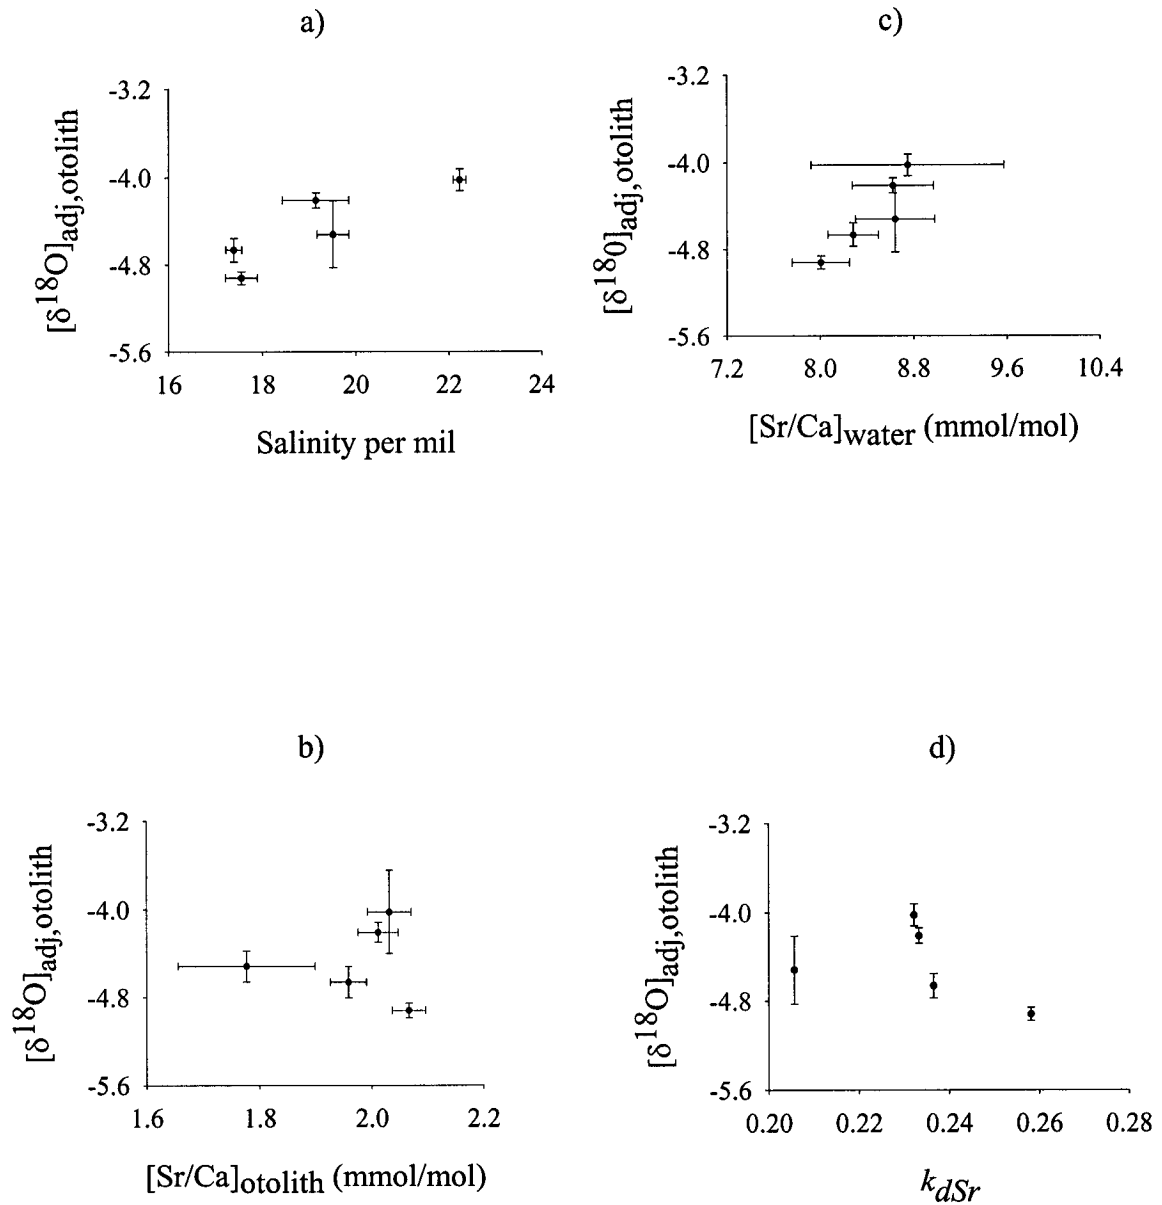 a)
[δ18O]adj,otolith
-3.2
-4.0
-4.8
-5.6
16 18 20 22 24
Salinity per mil
c)
[δ180]adj,otolith
-3.2
-4.0
-4.8
-5.6
7.2 8.0 8.8 9.6 10.4
[Sr/Ca]water (mmol/mol)
b)
[δ18O]adj,otolith
-3.2
-4.0
-4.8
-5.6
1.6 1.8 2.0 2.2
[Sr/Ca]otolith (mmol/mol)
d)
[δ18O]adj,otolith
-3.2
-4.0
-4.8
-5.6
0.20 0.22 0.24 0.26 0.28
kdSr